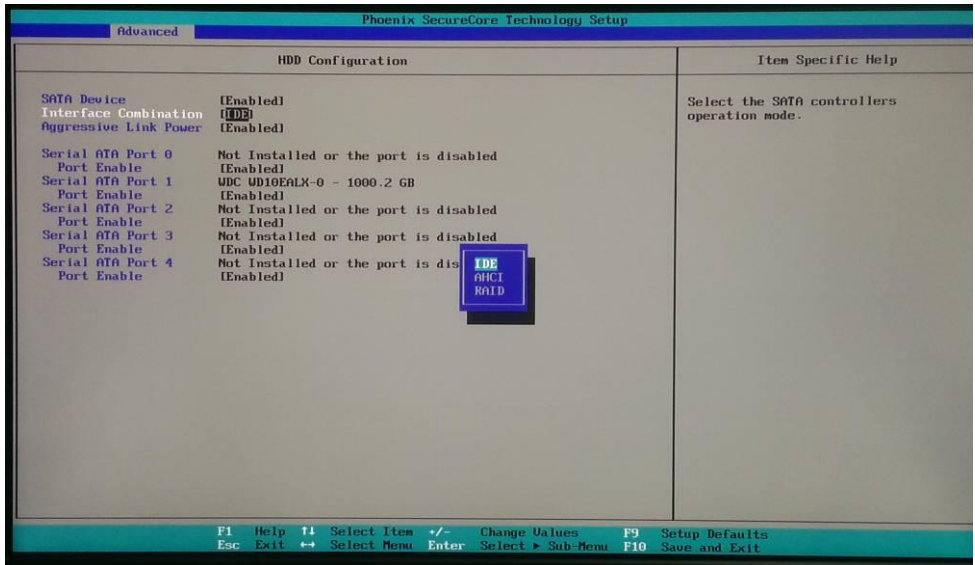 Phoenix SecureCore Technology Setup
Advanced
HDD Configuration
Item Specific Help
SATA Device [Enabled]
Interface Combination [IDE]
Aggressive Link Power [Enabled]
Select the SATA controllers
operation mode.
Serial ATA Port 0 Not Installed or the port is disabled
Port Enable [Enabled]
Serial ATA Port 1 WDC WD10EALX-0 - 1000.2 GB
Port Enable [Enabled]
Serial ATA Port 2 Not Installed or the port is disabled
Port Enable [Enabled]
Serial ATA Port 3 Not Installed or the port is disabled
Port Enable [Enabled]
Serial ATA Port 4 Not Installed or the port is dis
Port Enable [Enabled]
IDE
AHCI
RAID
F1 Help ↑↓ Select Item +/- Change Values F9 Setup Defaults
Esc Exit ↔ Select Menu Enter Select ► Sub-Menu F10 Save and Exit